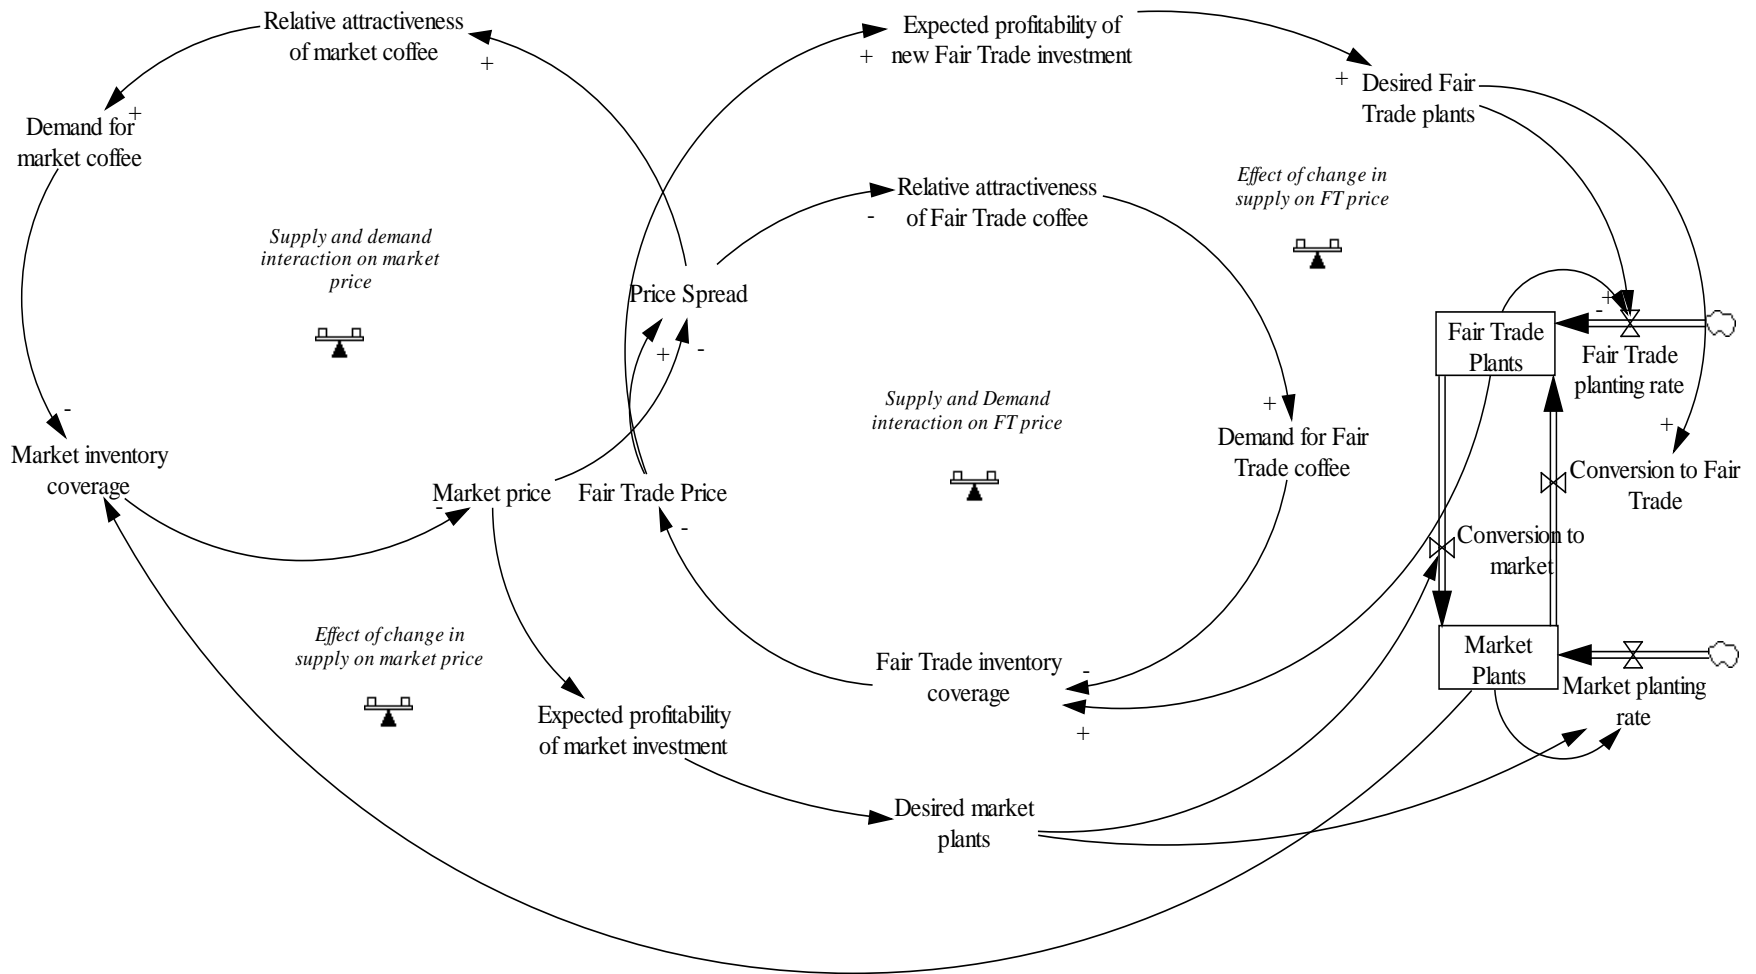 Relative attractiveness
of market coffee
+
Expected profitability of
new Fair Trade investment
+
Desired Fair
Trade plants
+
Demand for
market coffee
+
Relative attractiveness
of Fair Trade coffee
-
Effect of change in
supply on FT price
Supply and demand
interaction on market
price
Price Spread
+
-
Fair Trade
Plants
+
-
Fair Trade
planting rate
Supply and Demand
interaction on FT price
+
Demand for Fair
Trade coffee
-
Market inventory
coverage
-
Market price
Fair Trade Price
-
+
Conversion to Fair
Trade
Conversion to
market
Effect of change in
supply on market price
Fair Trade inventory
coverage
-
+
Market
Plants
Market planting
rate
Expected profitability
of market investment
Desired market
plants